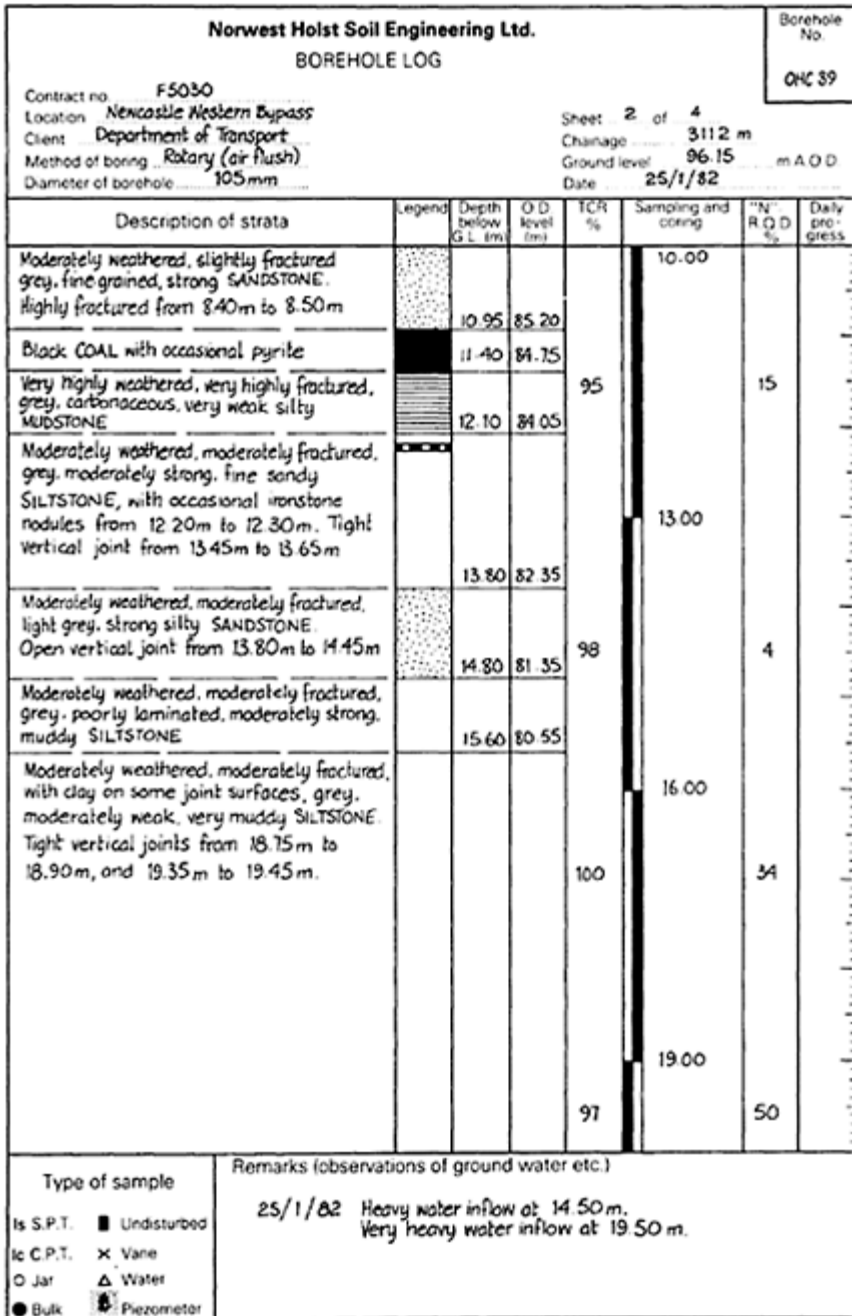 Norwest Holst Soil Engineering Ltd.
BOREHOLE LOG
Borehole
No.
OHC 39
Contract no. F5030
Location Newcastle Western Bypass
Client Department of Transport
Method of boring Rotary (air flush)
Diameter of borehole 105mm
Sheet 2 of 4
Chainage 3112 m
Ground level 96.15 m A.O.D.
Date 25/1/82
Description of strata
Legend
Depth
below
G.L. (m)
O.D.
level
(m)
TCR
%
Sampling and
coring
"N"
R.Q.D
%
Daily
pro-
gress
Moderately weathered, slightly fractured
grey, fine grained, strong SANDSTONE.
Highly fractured from 8.40m to 8.50m
10.95 85.20
10.00
Black COAL with occasional pyrite
11.40 84.75
Very highly weathered, very highly fractured,
grey, carbonaceous, very weak silty
MUDSTONE
12.10 84.05
95
15
Moderately weathered, moderately fractured,
grey, moderately strong, fine sandy
SILTSTONE, with occasional ironstone
nodules from 12.20m to 12.30m. Tight
vertical joint from 13.45m to 13.65m
13.80 82.35
13.00
Moderately weathered, moderately fractured,
light grey, strong silty SANDSTONE.
Open vertical joint from 13.80m to 14.45m
14.80 81.35
98
4
Moderately weathered, moderately fractured,
grey, poorly laminated, moderately strong,
muddy SILTSTONE
15.60 80.55
Moderately weathered, moderately fractured,
with clay on some joint surfaces, grey,
moderately weak, very muddy SILTSTONE.
Tight vertical joints from 18.75m to
18.90m, and 19.35m to 19.45m.
16.00
100
34
19.00
97
50
Type of sample
Is S.P.T. Undisturbed
Ic C.P.T. Vane
Jar Water
Bulk Piezometer
Remarks (observations of ground water etc.)
25/1/82 Heavy water inflow at 14.50m.
Very heavy water inflow at 19.50 m.